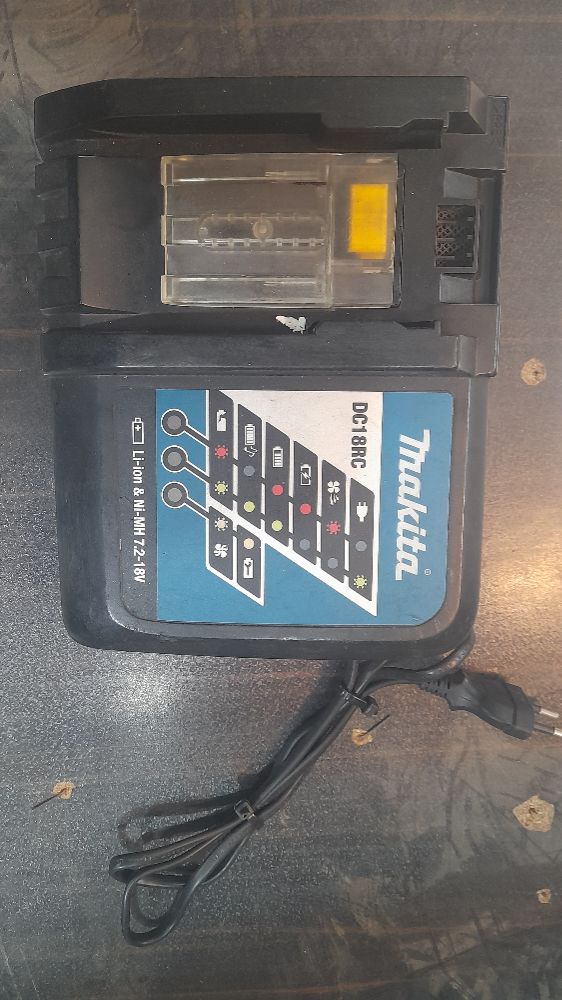 makita®
DC18RC
Li-ion & Ni-MH 7.2-18V